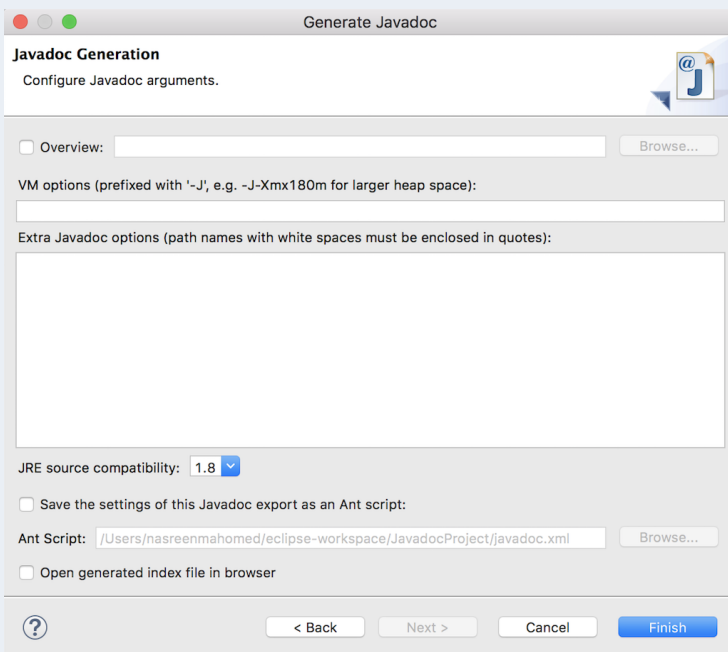 Generate Javadoc
Javadoc Generation
Configure Javadoc arguments.
@J
Overview:
Browse...
VM options (prefixed with '-J', e.g. -J-Xmx180m for larger heap space):
Extra Javadoc options (path names with white spaces must be enclosed in quotes):
JRE source compatibility: 1.8
Save the settings of this Javadoc export as an Ant script:
Ant Script: /Users/nasreenmahomed/eclipse-workspace/JavadocProject/javadoc.xml Browse...
Open generated index file in browser
? < Back Next > Cancel Finish